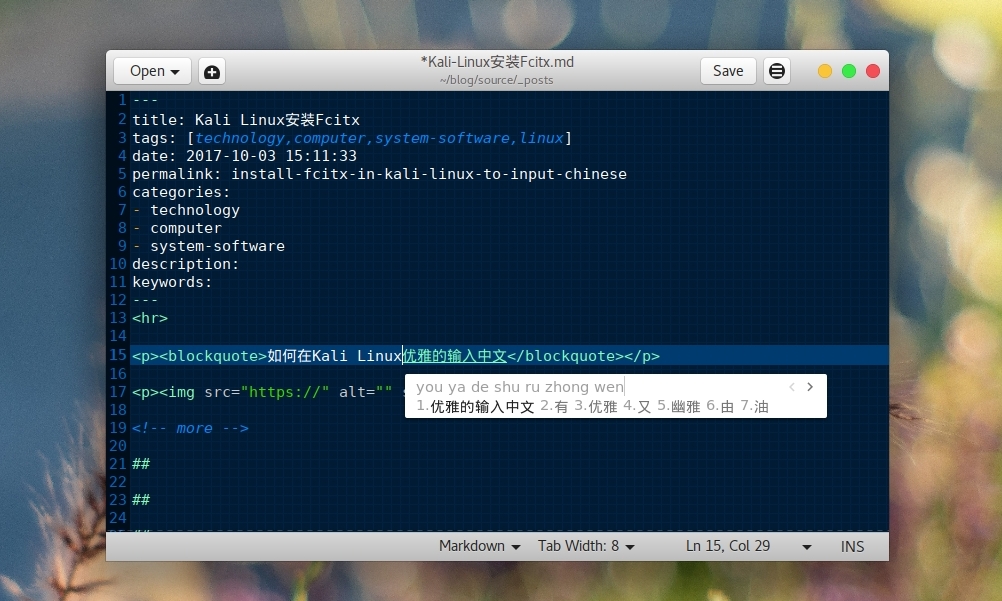 Open
*Kali-Linux安装Fcitx.md
~/blog/source/_posts
Save
1 ---
2 title: Kali Linux安装Fcitx
3 tags: [technology,computer,system-software,linux]
4 date: 2017-10-03 15:11:33
5 permalink: install-fcitx-in-kali-linux-to-input-chinese
6 categories:
7 - technology
8 - computer
9 - system-software
10 description:
11 keywords:
12 ---
13 <hr>
14
15 <p><blockquote>如何在Kali Linux优雅的输入中文</blockquote></p>
16
you ya de shu ru zhong wen
17 <p><img src="https://" alt=""
1.优雅的输入中文 2.有 3.优雅 4.又 5.幽雅 6.由 7.油
18
19 <!-- more -->
20
21 ##
22
23 ##
24
Markdown Tab Width: 8 Ln 15, Col 29 INS